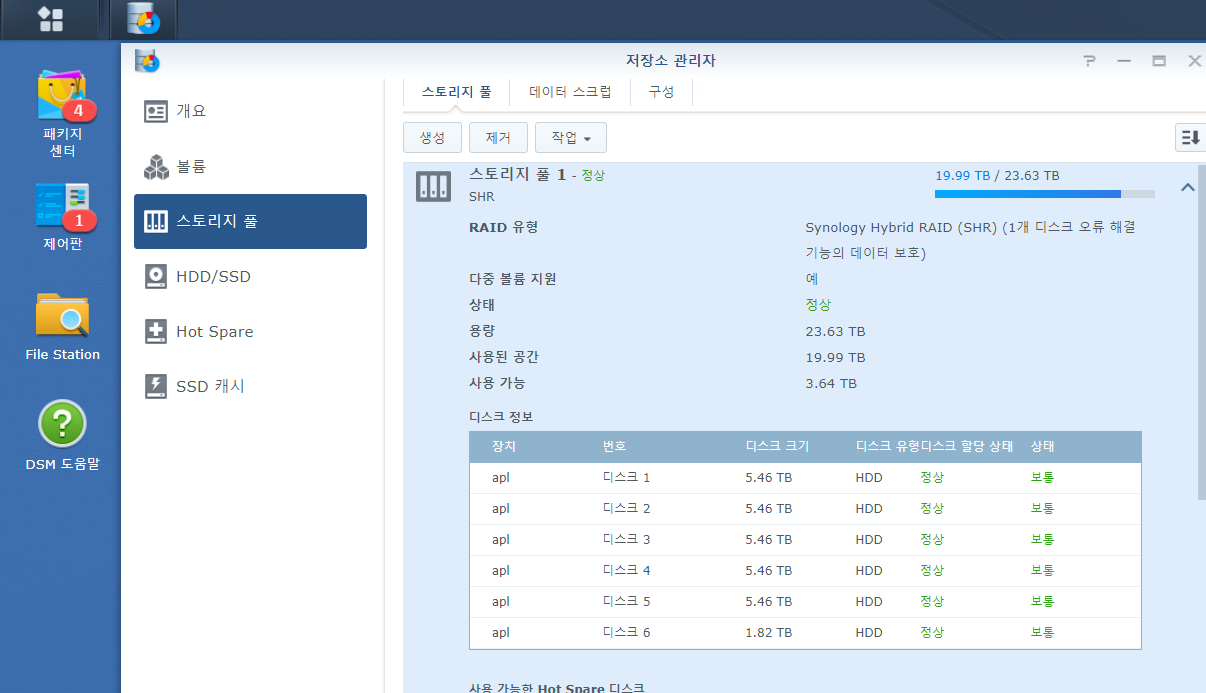 저장소 관리자
4
패키지
센터
1
제어판
File Station
?
DSM 도움말
개요
볼륨
스토리지 풀
HDD/SSD
Hot Spare
SSD 캐시
스토리지 풀 데이터 스크럽 구성
생성 제거 작업
스토리지 풀 1 - 정상 19.99 TB / 23.63 TB
SHR
RAID 유형 Synology Hybrid RAID (SHR) (1개 디스크 오류 해결
기능의 데이터 보호)
다중 볼륨 지원 예
상태 정상
용량 23.63 TB
사용된 공간 19.99 TB
사용 가능 3.64 TB
디스크 정보
장치 번호 디스크 크기 디스크 유형디스크 할당 상태 상태
apl 디스크 1 5.46 TB HDD 정상 보통
apl 디스크 2 5.46 TB HDD 정상 보통
apl 디스크 3 5.46 TB HDD 정상 보통
apl 디스크 4 5.46 TB HDD 정상 보통
apl 디스크 5 5.46 TB HDD 정상 보통
apl 디스크 6 1.82 TB HDD 정상 보통
사용 가능한 Hot Spare 디스크